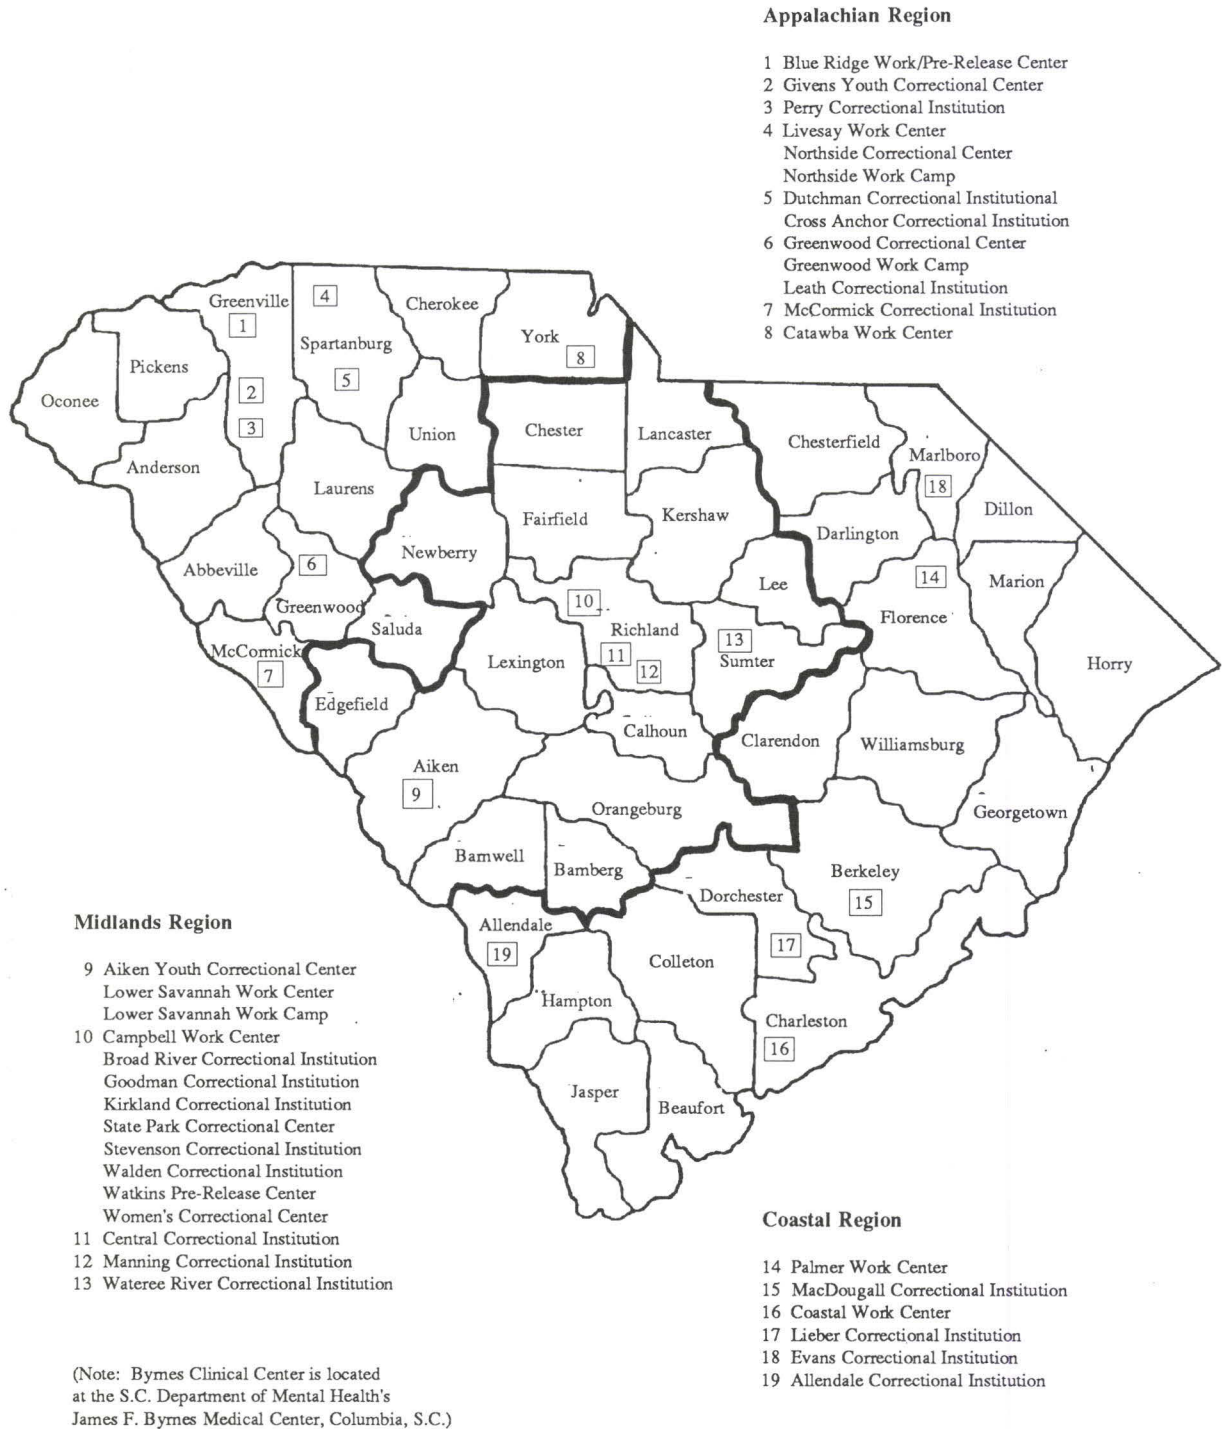 Appalachian Region
1 Blue Ridge Work/Pre-Release Center
2 Givens Youth Correctional Center
3 Perry Correctional Institution
4 Livesay Work Center
Northside Correctional Center
Northside Work Camp
5 Dutchman Correctional Institutional
Cross Anchor Correctional Institution
6 Greenwood Correctional Center
Greenwood Work Camp
Leath Correctional Institution
7 McCormick Correctional Institution
8 Catawba Work Center
Greenville
1
4
Cherokee
York
8
Spartanburg
Pickens
5
2
Oconee
3
Union
Chester
Lancaster
Chesterfield
Marlboro
18
Anderson
Laurens
Dillon
Fairfield
Kershaw
Darlington
Newberry
Abbeville
6
Lee
14
Marion
Greenwood
10
Florence
Saluda
Richland
13
McCormick
7
Lexington
11
12
Sumter
Horry
Edgefield
Calhoun
Clarendon
Williamsburg
Aiken
9
Orangeburg
Georgetown
Barnwell
Bamberg
Berkeley
15
Dorchester
Allendale
19
17
Colleton
Hampton
Charleston
16
Jasper
Beaufort
Midlands Region
9 Aiken Youth Correctional Center
Lower Savannah Work Center
Lower Savannah Work Camp
10 Campbell Work Center
Broad River Correctional Institution
Goodman Correctional Institution
Kirkland Correctional Institution
State Park Correctional Center
Stevenson Correctional Institution
Walden Correctional Institution
Watkins Pre-Release Center
Women's Correctional Center
11 Central Correctional Institution
12 Manning Correctional Institution
13 Wateree River Correctional Institution
Coastal Region
14 Palmer Work Center
15 MacDougall Correctional Institution
16 Coastal Work Center
17 Lieber Correctional Institution
18 Evans Correctional Institution
19 Allendale Correctional Institution
(Note: Byrnes Clinical Center is located
at the S.C. Department of Mental Health's
James F. Byrnes Medical Center, Columbia, S.C.)